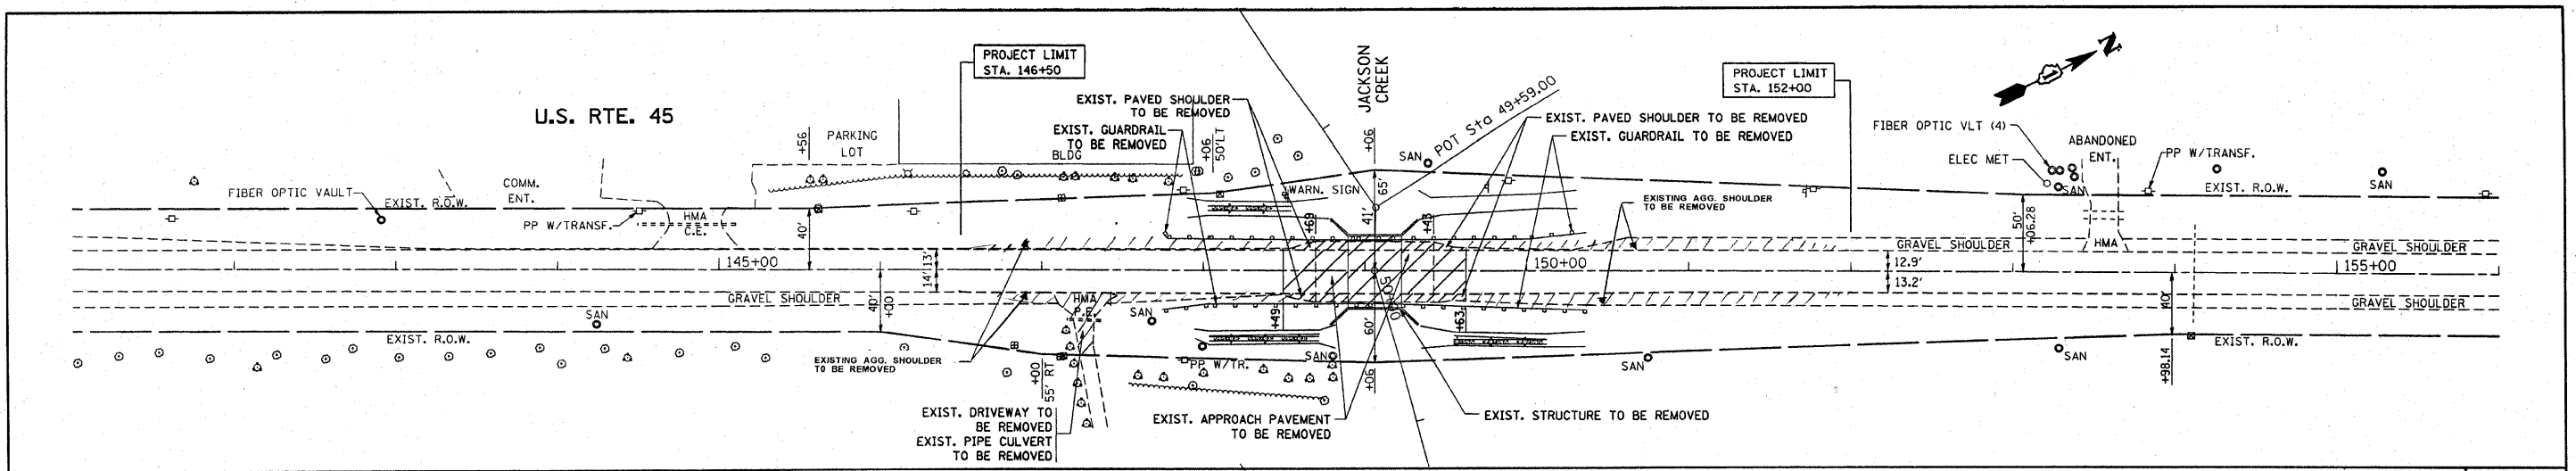 PROJECT LIMIT
STA. 146+50
JACKSON
CREEK
PROJECT LIMIT
STA. 152+00
N
U.S. RTE. 45
EXIST. PAVED SHOULDER
TO BE REMOVED
POT Sta 49+59.00
EXIST. PAVED SHOULDER TO BE REMOVED
EXIST. GUARDRAIL
TO BE REMOVED
EXIST. GUARDRAIL TO BE REMOVED
FIBER OPTIC VLT (4)
ABANDONED
ENT.
+56
PARKING
LOT
BLDG
+06
50'LT
+06
SAN
ELEC MET
PP W/TRANSF.
COMM.
ENT.
FIBER OPTIC VAULT
EXIST. R.O.W.
WARN. SIGN
65'
SAN
EXIST. R.O.W.
SAN
PP W/TRANSF.
HMA
C.E.
EXISTING AGG. SHOULDER
TO BE REMOVED
40'
+69
41'
+43
50'
+06.28
GRAVEL SHOULDER
HMA
GRAVEL SHOULDER
145+00
14'
13'
150+00
12.9'
13.2'
155+00
GRAVEL SHOULDER
40'
+00
HMA
P.E.
GRAVEL SHOULDER
SAN
SAN
+49
60'
+63
40'
EXIST. R.O.W.
EXIST. R.O.W.
EXISTING AGG. SHOULDER
TO BE REMOVED
PP W/TR.
SAN
SAN
SAN
+00
55' RT
+06
+98.14
EXIST. DRIVEWAY TO
BE REMOVED
EXIST. PIPE CULVERT
TO BE REMOVED
EXIST. APPROACH PAVEMENT
TO BE REMOVED
EXIST. STRUCTURE TO BE REMOVED